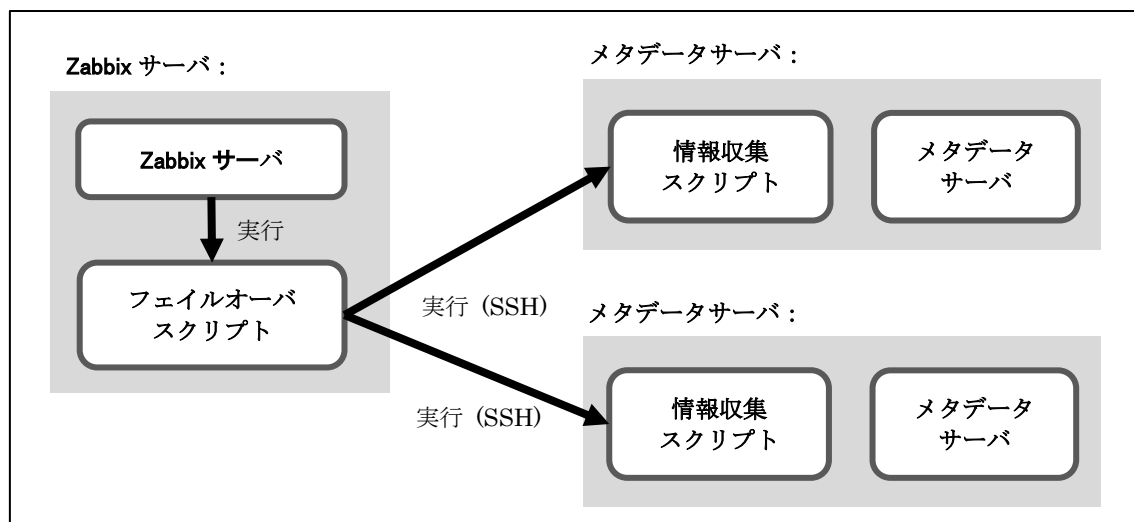 Zabbix サーバ：
Zabbix サーバ
実行
フェイルオーバ
スクリプト
実行 (SSH)
実行 (SSH)
メタデータサーバ：
情報収集
スクリプト
メタデータ
サーバ
メタデータサーバ：
情報収集
スクリプト
メタデータ
サーバ